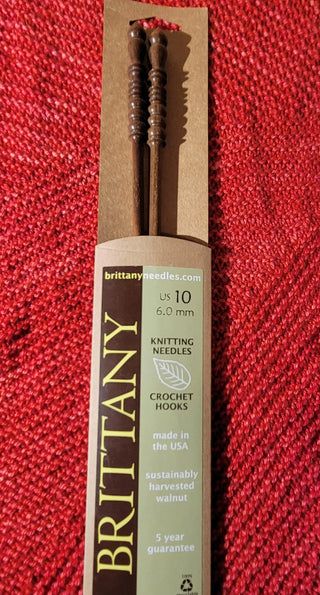 brittanyneedles.com
BRITTANY
US 10
6.0 mm
KNITTING
NEEDLES
CROCHET
HOOKS
made in
the USA
sustainably
harvested
walnut
5 year
guarantee
100%